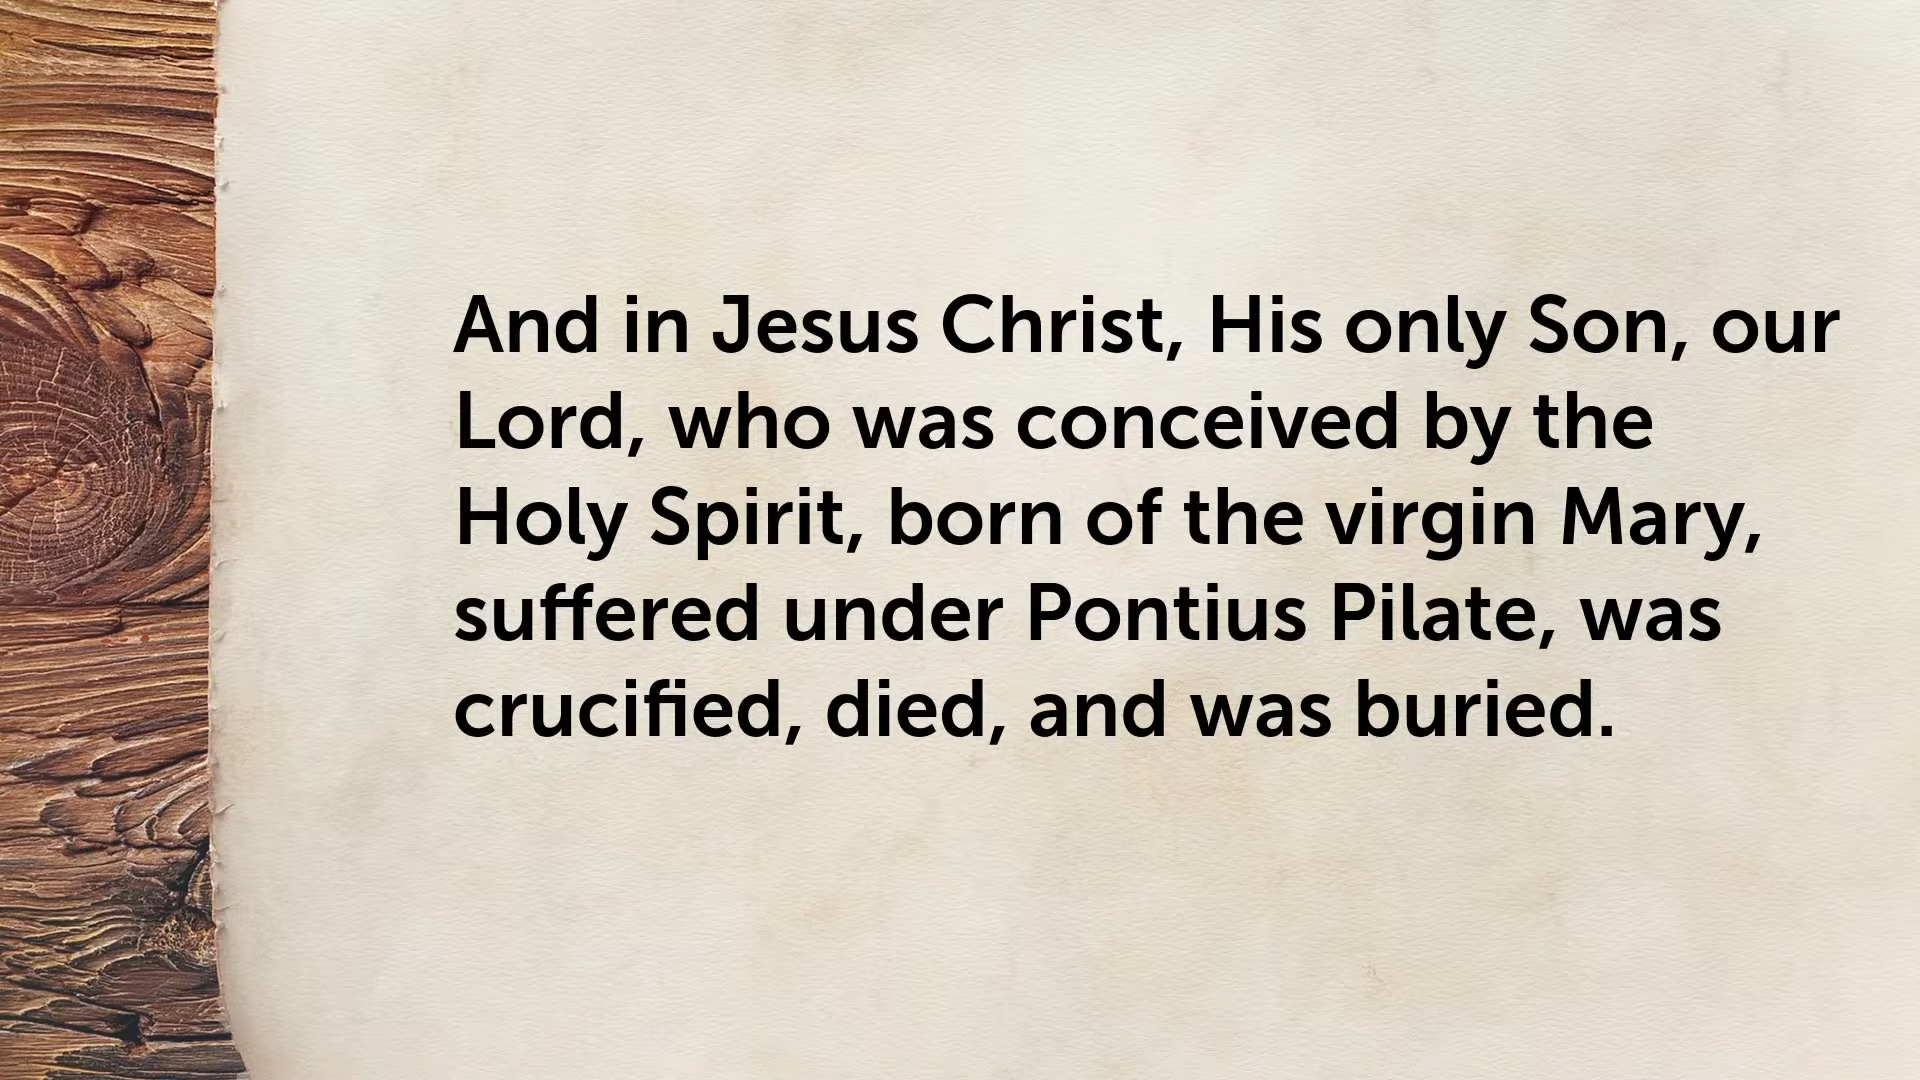 And in Jesus Christ, His only Son, our
Lord, who was conceived by the
Holy Spirit, born of the virgin Mary,
suffered under Pontius Pilate, was
crucified, died, and was buried.